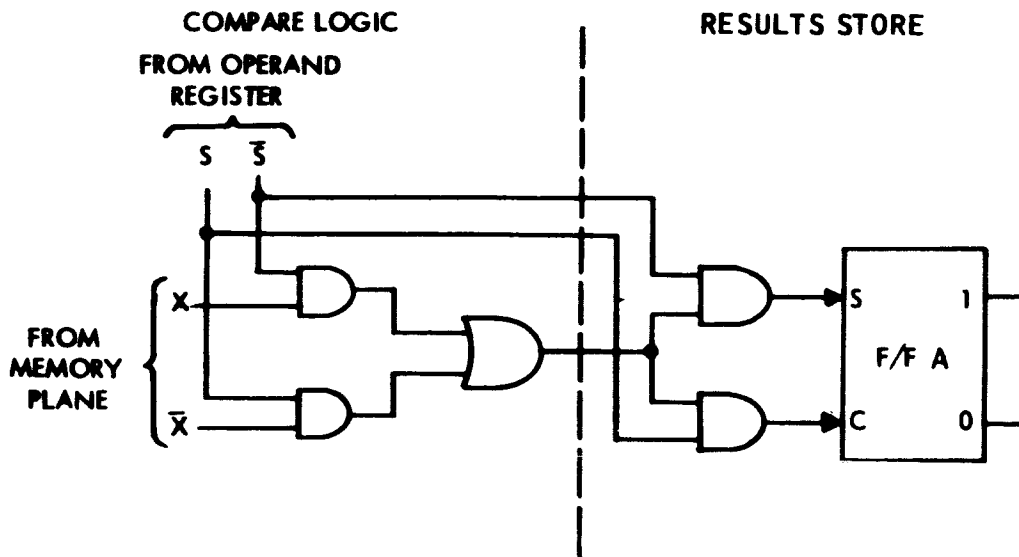 COMPARE LOGIC
RESULTS STORE
FROM OPERAND
REGISTER
S S̄
X
FROM
MEMORY
PLANE
X̄
S 1
F/F A
C 0